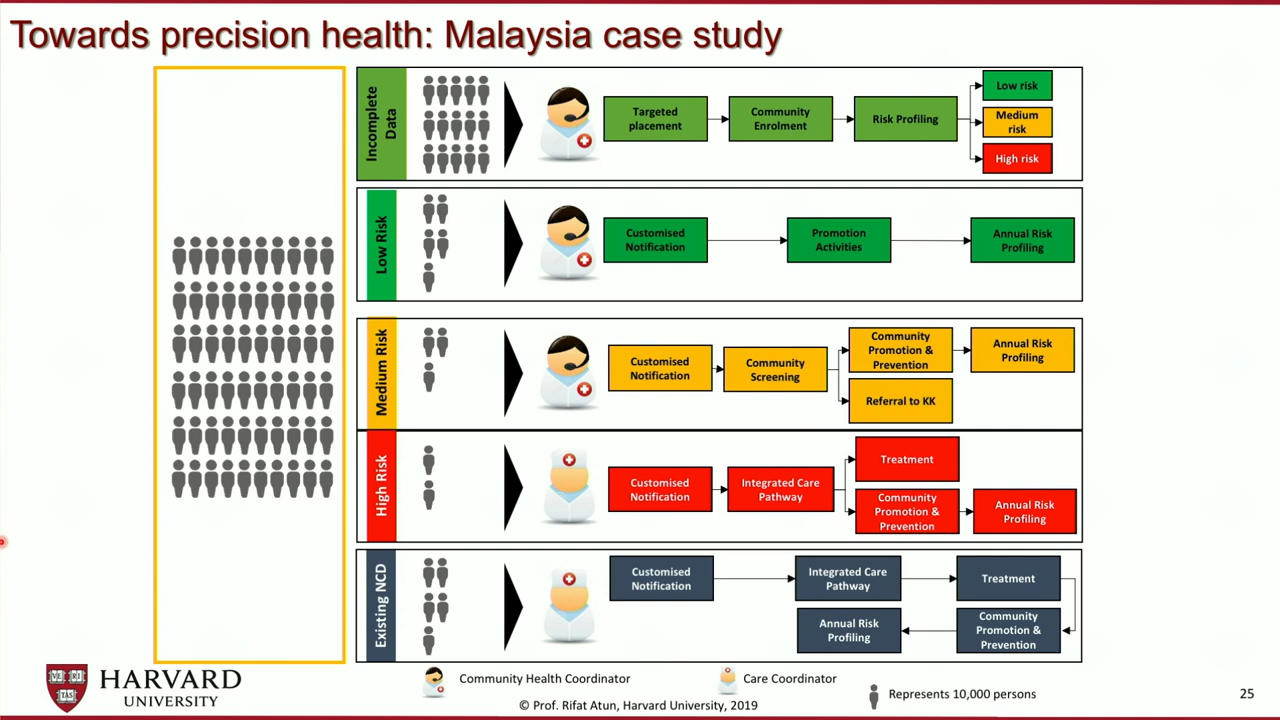 Towards precision health: Malaysia case study
Incomplete
Data
Targeted
placement
Community
Enrolment
Risk Profiling
Low risk
Medium
risk
High risk
Low Risk
Customised
Notification
Promotion
Activities
Annual Risk
Profiling
Medium Risk
Customised
Notification
Community
Screening
Community
Promotion &
Prevention
Annual Risk
Profiling
Referral to KK
High Risk
Customised
Notification
Integrated Care
Pathway
Treatment
Community
Promotion &
Prevention
Annual Risk
Profiling
Existing NCD
Customised
Notification
Integrated Care
Pathway
Treatment
Community
Promotion &
Prevention
Annual Risk
Profiling
HARVARD
UNIVERSITY
Community Health Coordinator
Care Coordinator
Represents 10,000 persons
© Prof. Rifat Atun, Harvard University, 2019
25